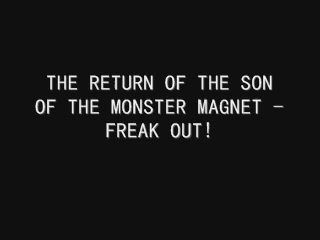 THE RETURN OF THE SON
OF THE MONSTER MAGNET -
FREAK OUT!